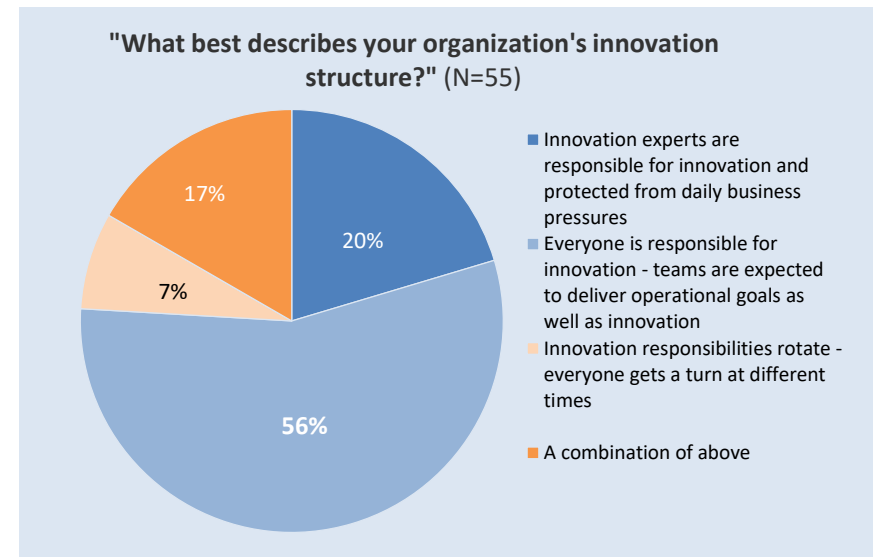 "What best describes your organization's innovation
structure?" (N=55)
17%
20%
7%
56%
Innovation experts are
responsible for innovation and
protected from daily business
pressures
Everyone is responsible for
innovation - teams are expected
to deliver operational goals as
well as innovation
Innovation responsibilities rotate -
everyone gets a turn at different
times
A combination of above